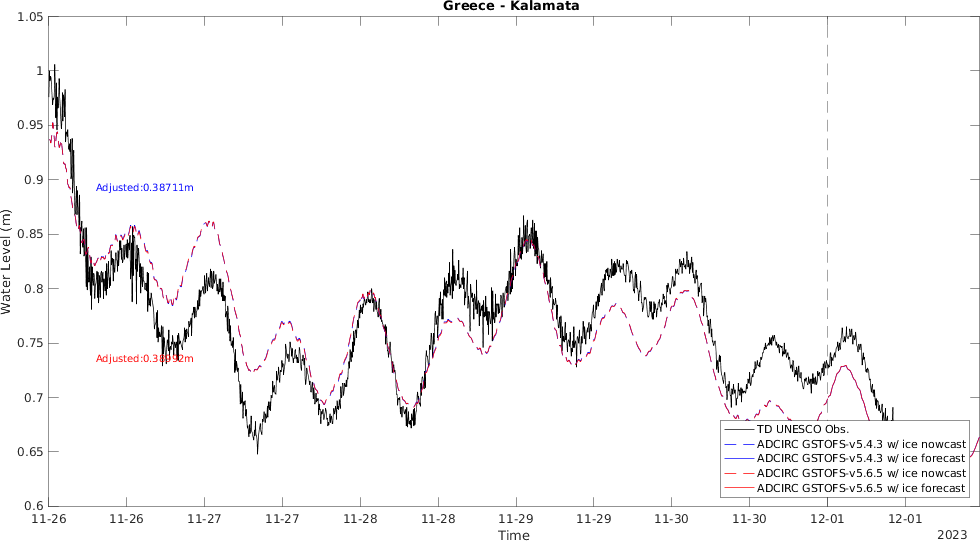 Greece - Kalamata
1.05
1
0.95
0.9
0.85
0.8
0.75
0.7
0.65
0.6
Water Level (m)
Adjusted:0.38711m
Adjusted:0.38992m
TD UNESCO Obs.
ADCIRC GSTOFS-v5.4.3 w/ ice nowcast
ADCIRC GSTOFS-v5.4.3 w/ ice forecast
ADCIRC GSTOFS-v5.6.5 w/ ice nowcast
ADCIRC GSTOFS-v5.6.5 w/ ice forecast
11-26 11-26 11-27 11-27 11-28 11-28 11-29 11-29 11-30 11-30 12-01 12-01
Time
2023